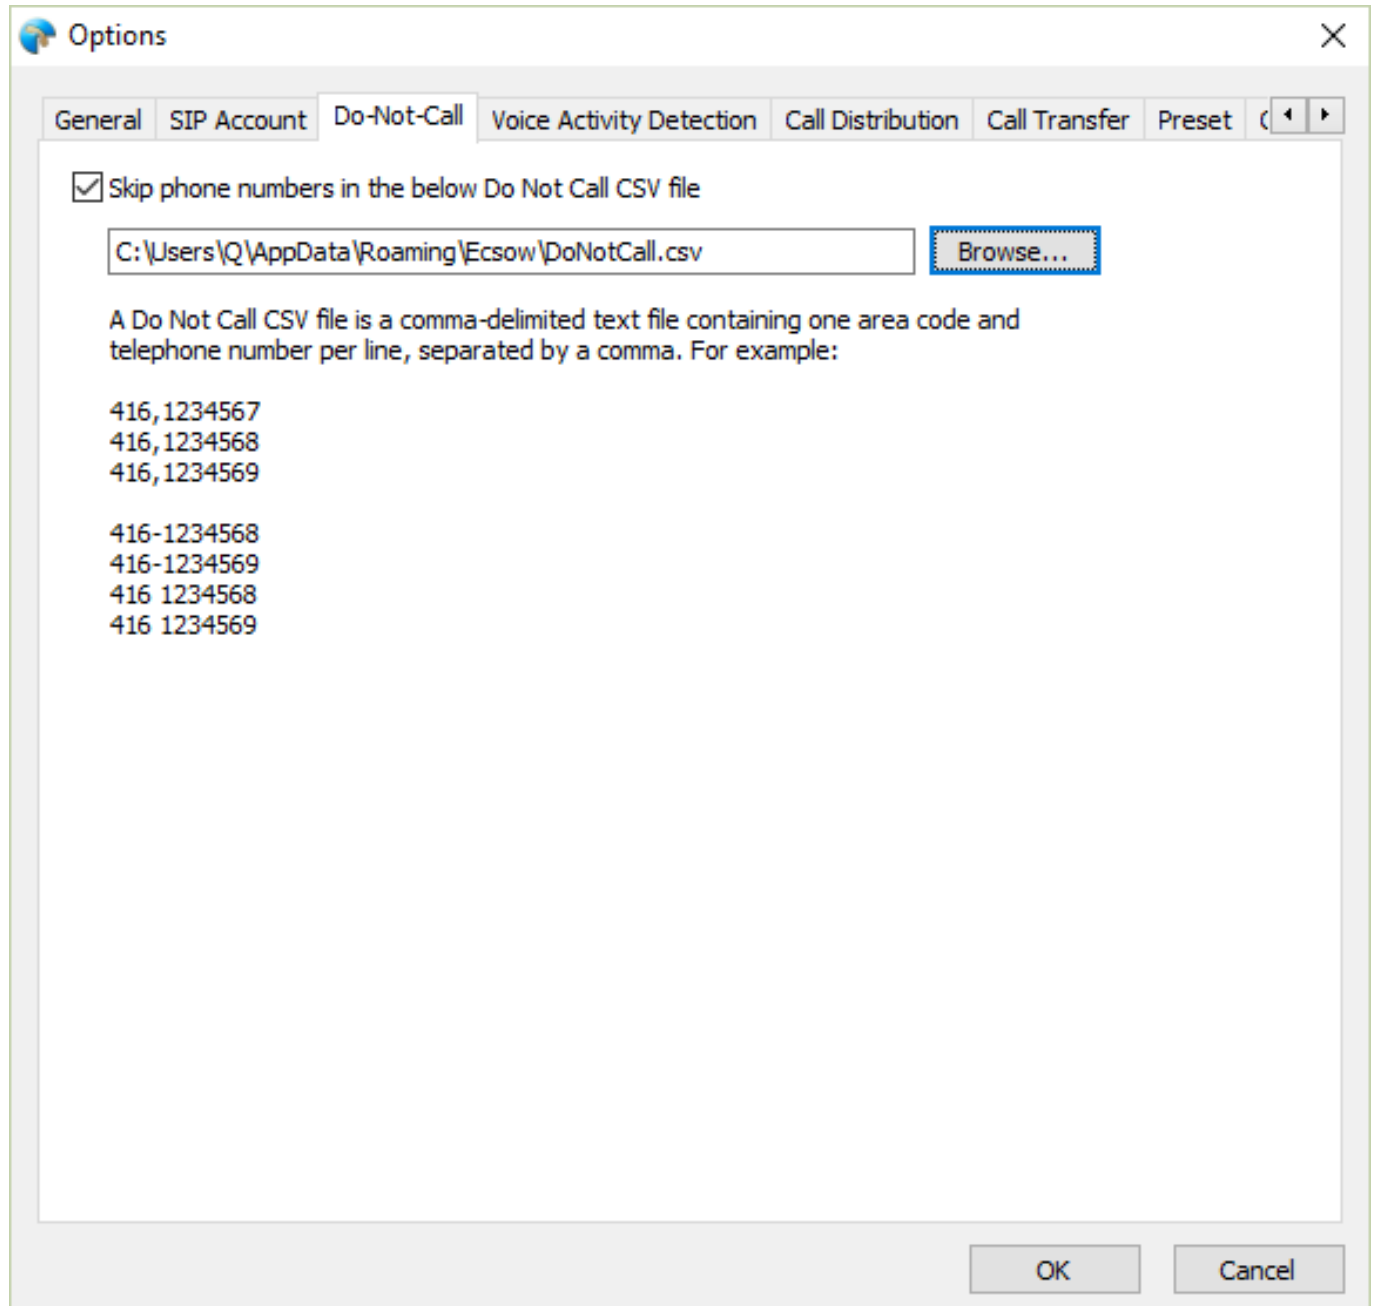 Options
General SIP Account Do-Not-Call Voice Activity Detection Call Distribution Call Transfer Preset
Skip phone numbers in the below Do Not Call CSV file
C:\Users\Q\AppData\Roaming\Ecsow\DoNotCall.csv Browse...
A Do Not Call CSV file is a comma-delimited text file containing one area code and
telephone number per line, separated by a comma. For example:
416,1234567
416,1234568
416,1234569
416-1234568
416-1234569
416 1234568
416 1234569
OK Cancel